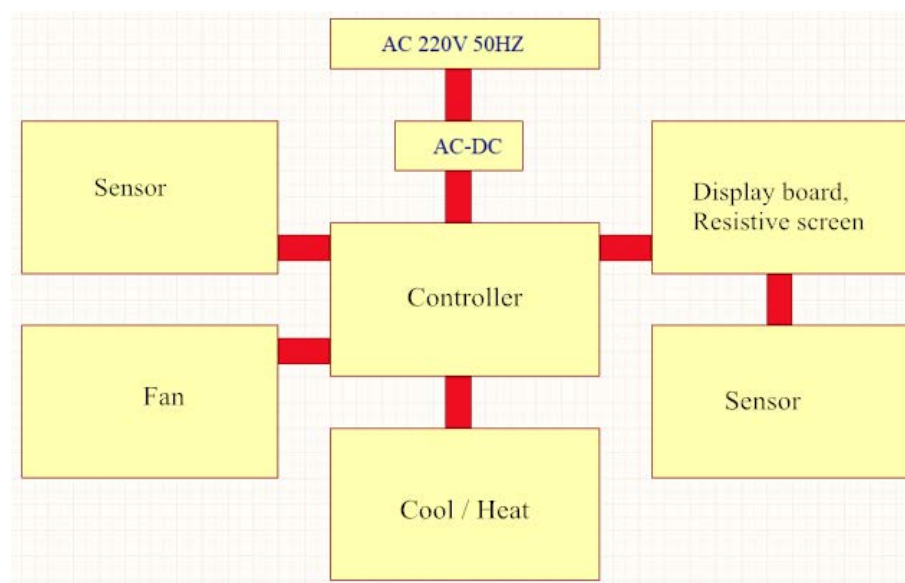 AC 220V 50HZ
AC-DC
Sensor
Display board,
Resistive screen
Controller
Fan
Sensor
Cool / Heat